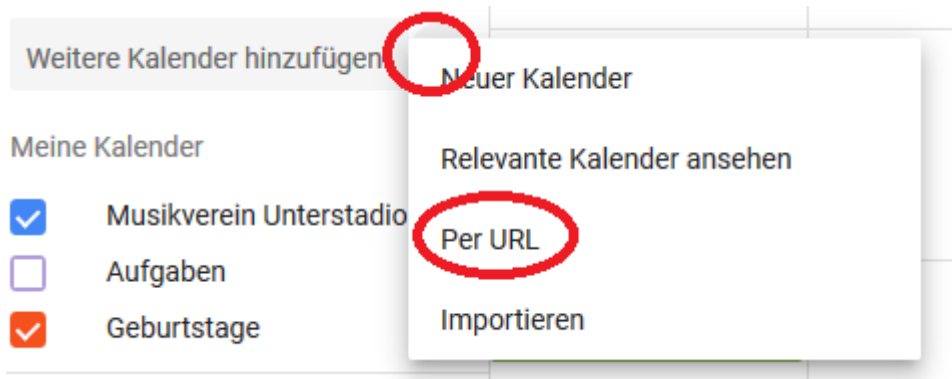 Weitere Kalender hinzufügen
Neuer Kalender
Relevante Kalender ansehen
Per URL
Importieren
Meine Kalender
Musikverein Unterstadio
Aufgaben
Geburtstage